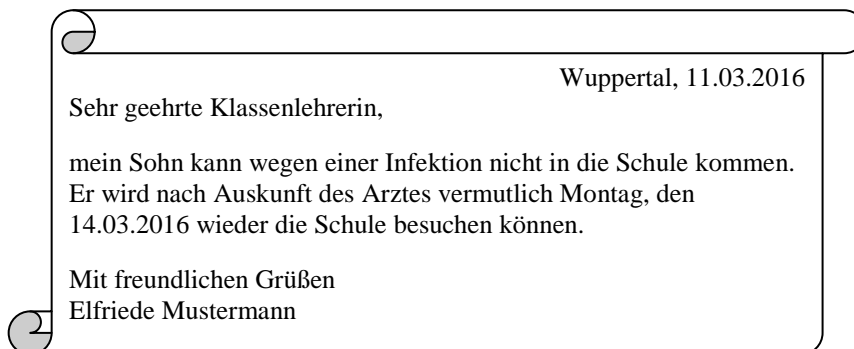 Wuppertal, 11.03.2016
Sehr geehrte Klassenlehrerin,
mein Sohn kann wegen einer Infektion nicht in die Schule kommen.
Er wird nach Auskunft des Arztes vermutlich Montag, den
14.03.2016 wieder die Schule besuchen können.
Mit freundlichen Grüßen
Elfriede Mustermann